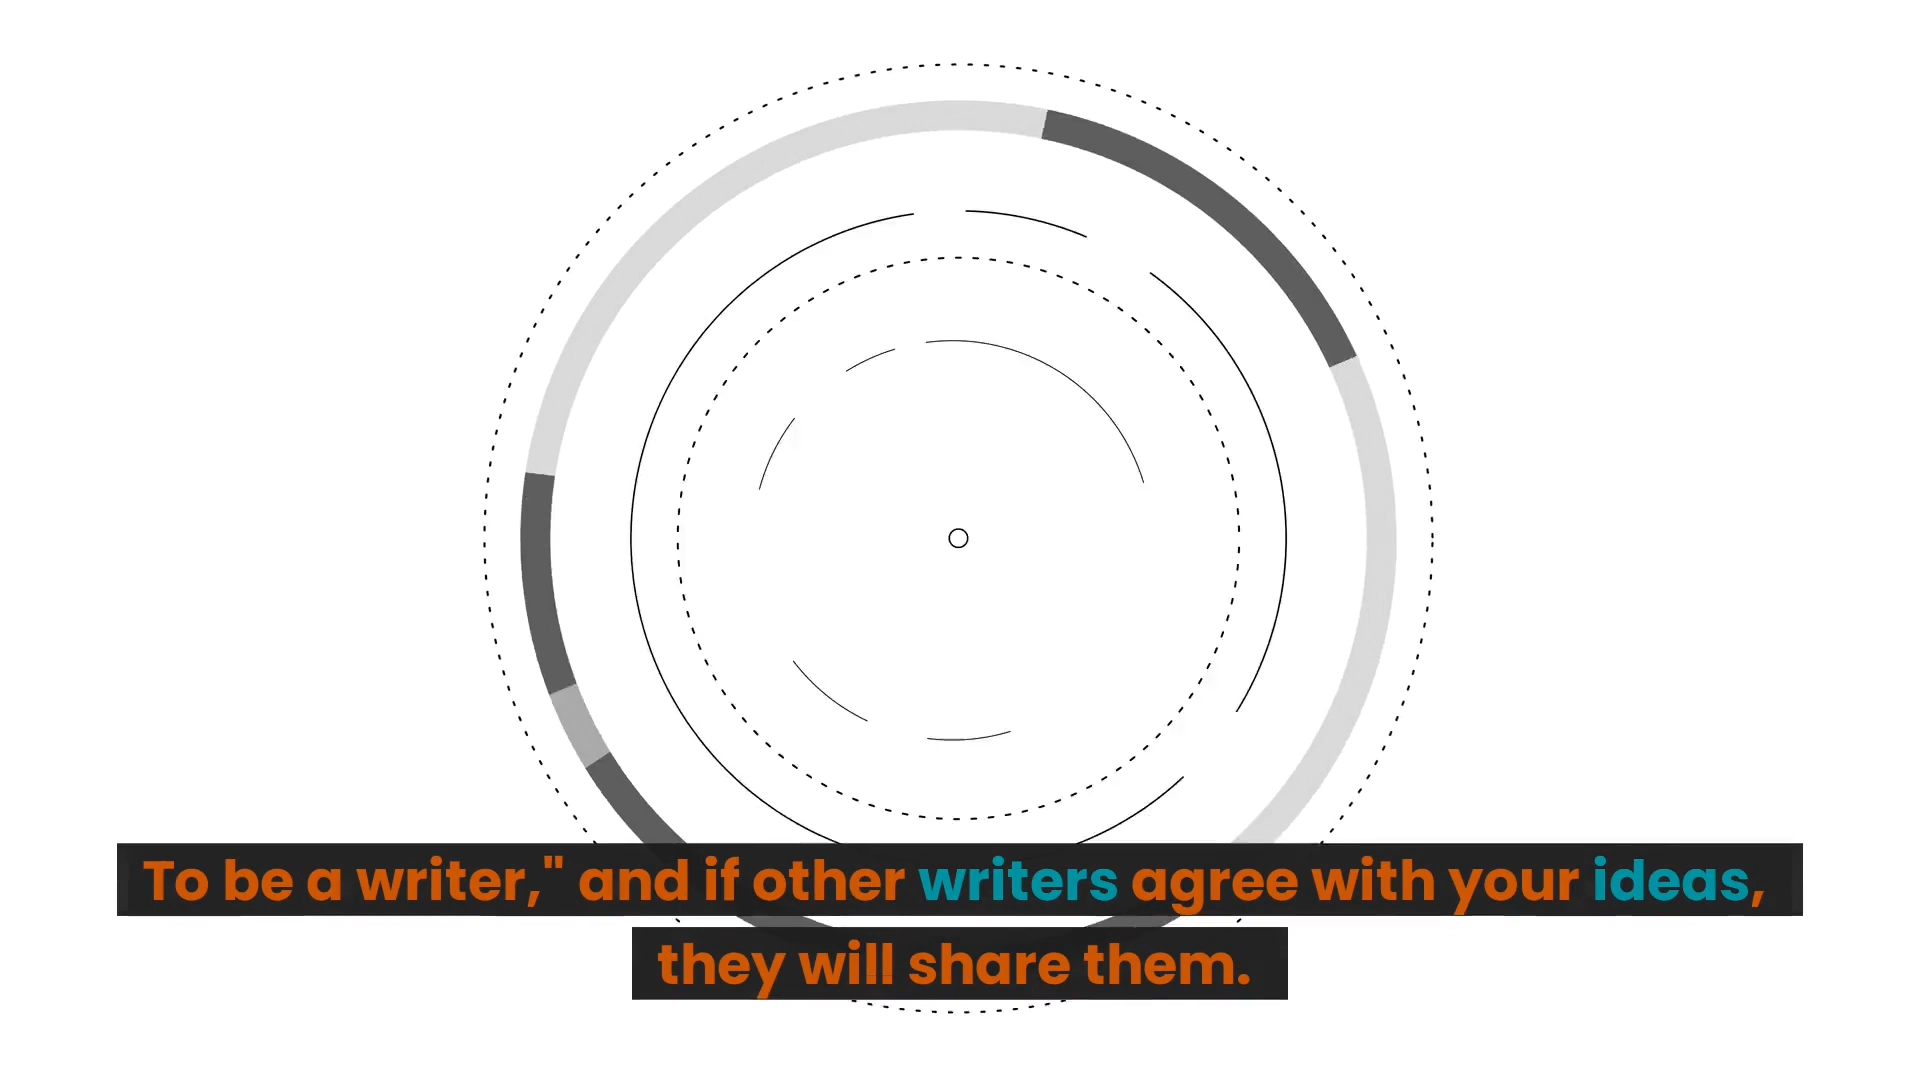 To be a writer," and if other writers agree with your ideas,
they will share them.